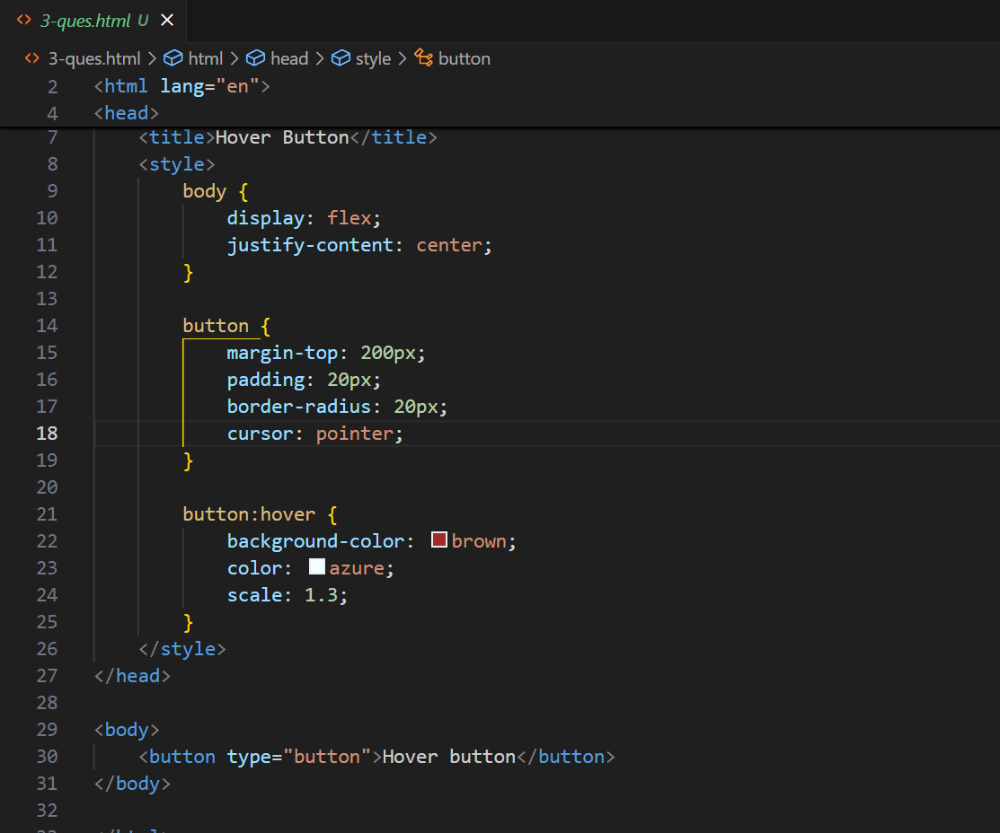 3-ques.html U
3-ques.html > html > head > style > button
2 <html lang="en">
4 <head>
7 <title>Hover Button</title>
8 <style>
9 body {
10 display: flex;
11 justify-content: center;
12 }
13
14 button {
15 margin-top: 200px;
16 padding: 20px;
17 border-radius: 20px;
18 cursor: pointer;
19 }
20
21 button:hover {
22 background-color: brown;
23 color: azure;
24 scale: 1.3;
25 }
26 </style>
27 </head>
28
29 <body>
30 <button type="button">Hover button</button>
31 </body>
32